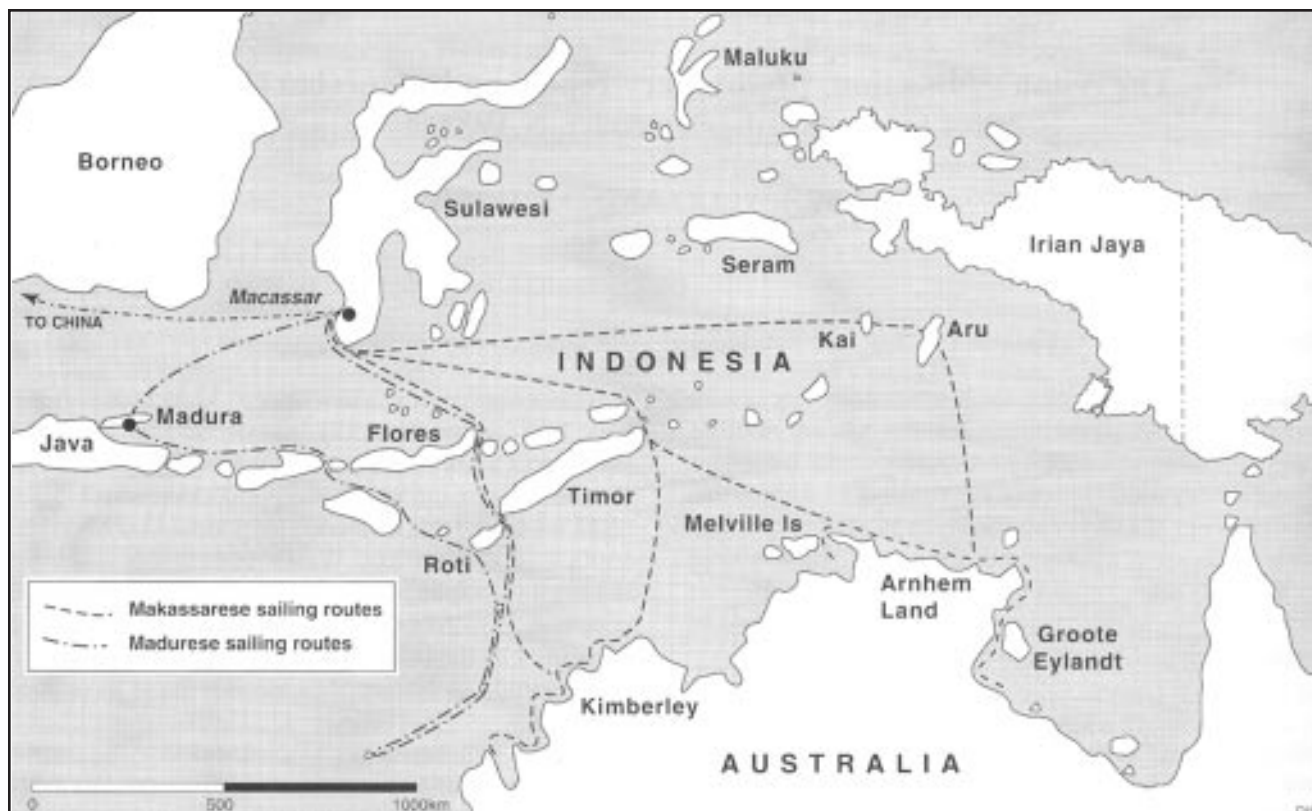 Maluku
Borneo
Sulawesi
Irian Jaya
Seram
Macassar
TO CHINA
Kai
Aru
INDONESIA
Madura
Flores
Java
Timor
Melville Is
Roti
Arnhem
Land
Makassarese sailing routes
Madurese sailing routes
Groote
Eylandt
Kimberley
AUSTRALIA
0 500 1000km